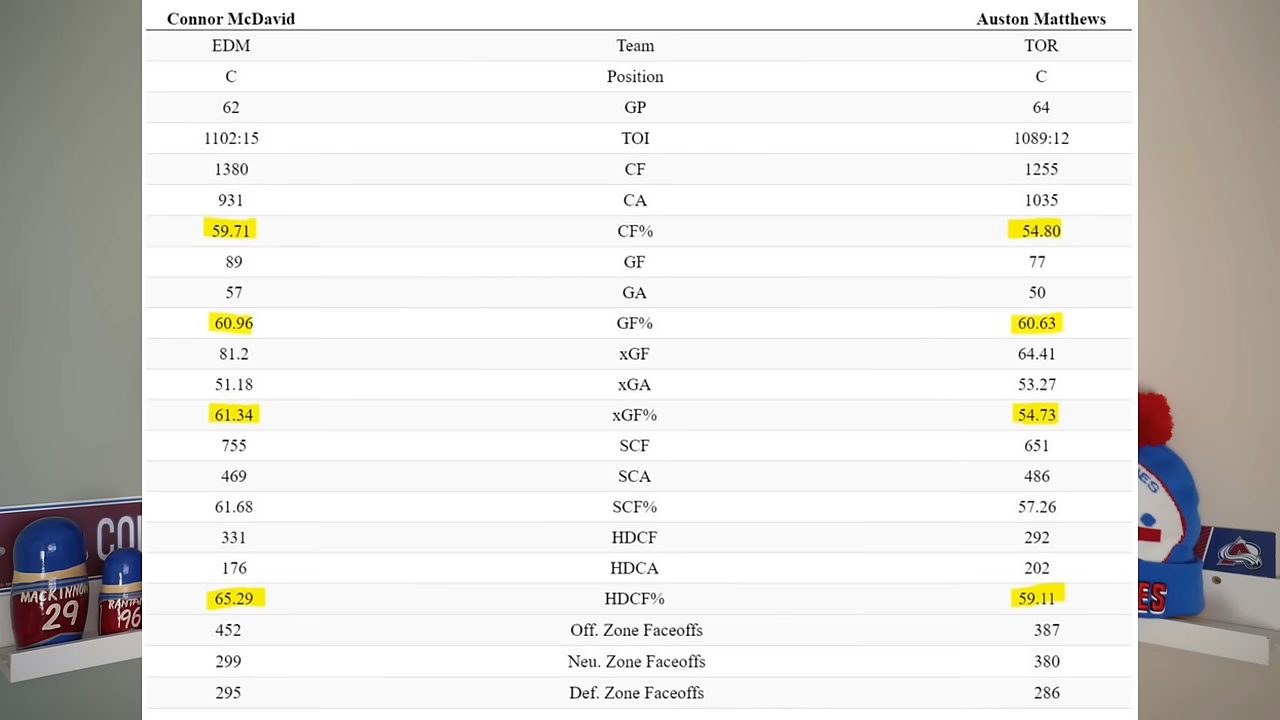 Connor McDavid Auston Matthews
EDM Team TOR
C Position C
62 GP 64
1102:15 TOI 1089:12
1380 CF 1255
931 CA 1035
59.71 CF% 54.80
89 GF 77
57 GA 50
60.96 GF% 60.63
81.2 xGF 64.41
51.18 xGA 53.27
61.34 xGF% 54.73
755 SCF 651
469 SCA 486
61.68 SCF% 57.26
331 HDCF 292
176 HDCA 202
65.29 HDCF% 59.11
452 Off. Zone Faceoffs 387
299 Neu. Zone Faceoffs 380
295 Def. Zone Faceoffs 286
MACKINNON
29
96